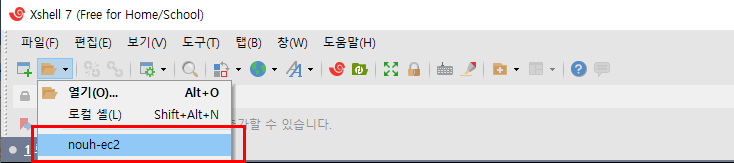 Xshell 7 (Free for Home/School)
파일(F) 편집(E) 보기(V) 도구(T) 탭(B) 창(W) 도움말(H)
열기(O)... Alt+O
로컬 셸(L) Shift+Alt+N
할 수 있습니다.
nouh-ec2
1